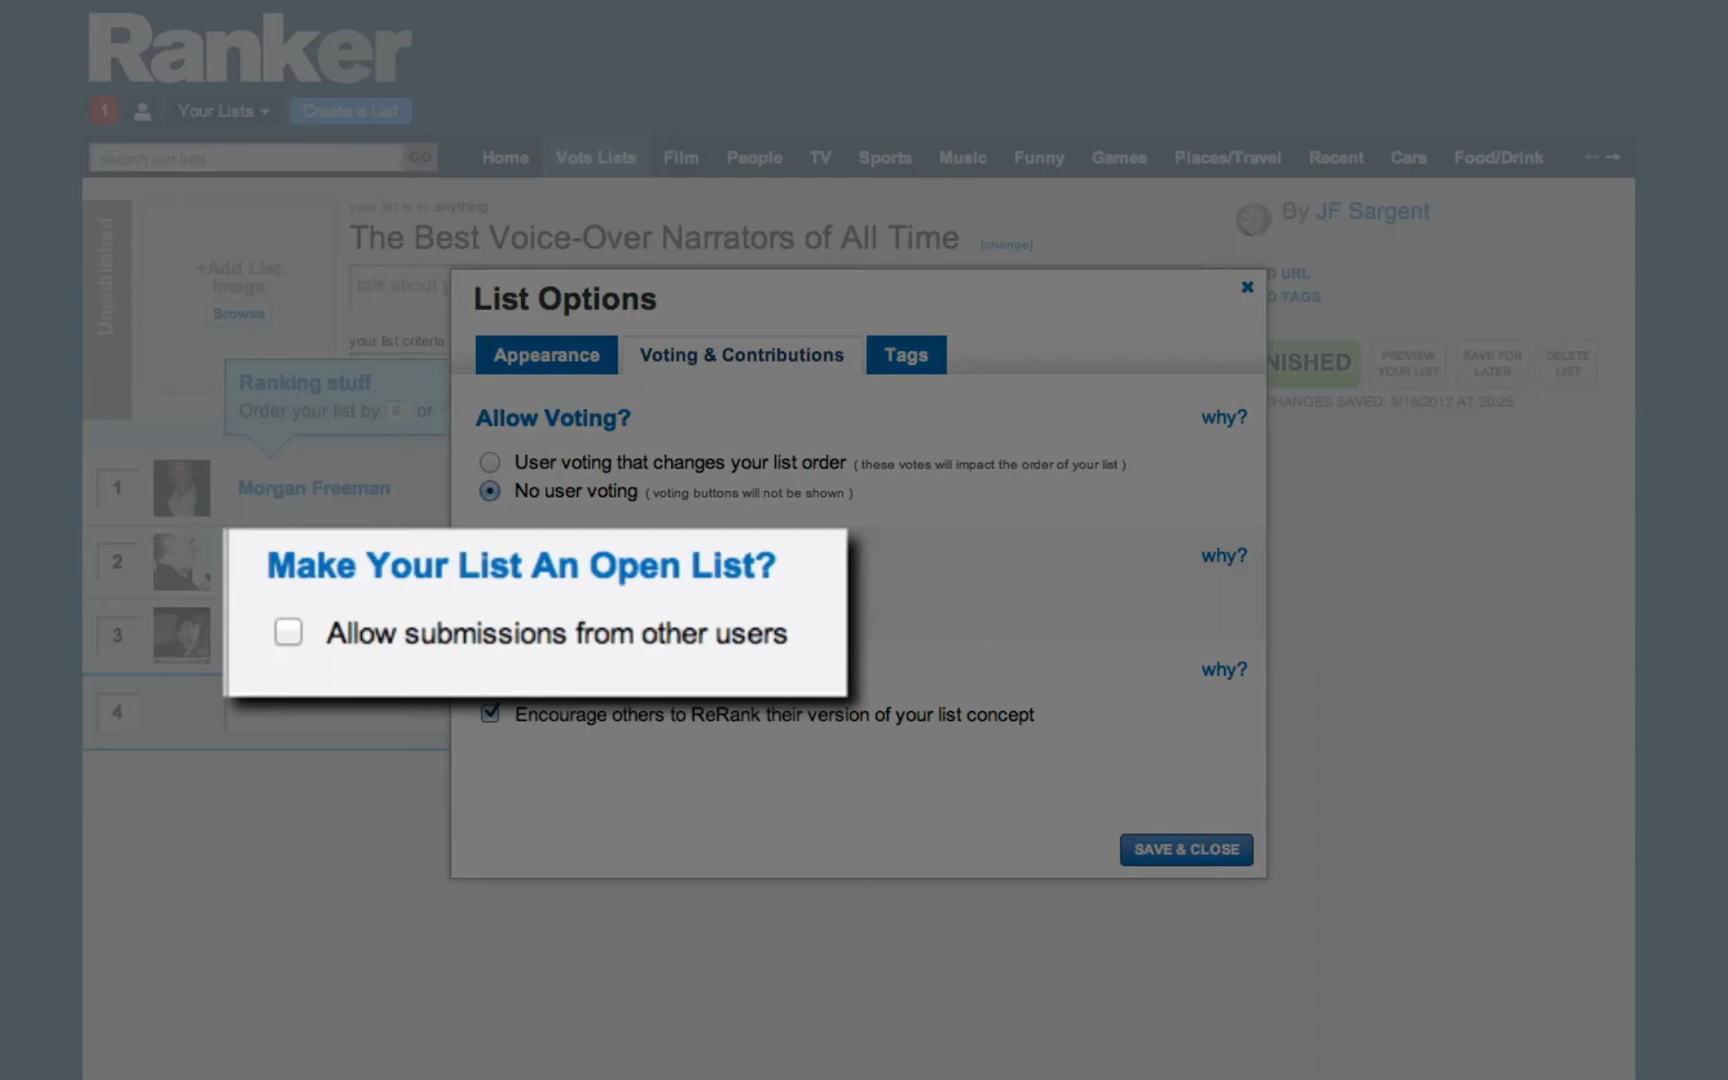 Ranker
1
Your Lists
Create a List
search our lists
GO
Home
Vote Lists
Film
People
TV
Sports
Music
Funny
Games
Places/Travel
Recent
Cars
Food/Drink
Unpublished
+Add List
Image
Browse
your list is in: anything
The Best Voice-Over Narrators of All Time [change]
By JF Sargent
talk about y
URL
TAGS
your list criteria
NISHED
PREVIEW
YOUR LIST
SAVE FOR
LATER
DELETE
LIST
CHANGES SAVED: 9/18/2012 AT 20:25
Ranking stuff
Order your list by # or
List Options
Appearance
Voting & Contributions
Tags
Allow Voting?
why?
User voting that changes your list order ( these votes will impact the order of your list )
No user voting ( voting buttons will not be shown )
1
Morgan Freeman
2
3
4
Make Your List An Open List?
why?
Allow submissions from other users
why?
Encourage others to ReRank their version of your list concept
SAVE & CLOSE